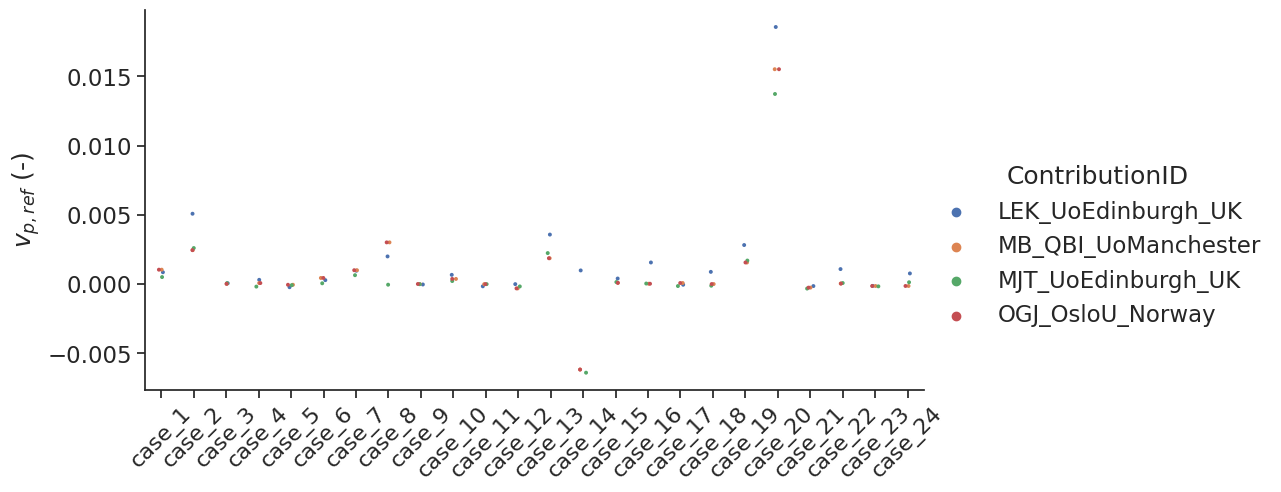 0.015
0.010
0.005
0.000
−0.005
v_{p, ref} (-)
case_1
case_2
case_3
case_4
case_5
case_6
case_7
case_8
case_9
case_10
case_11
case_12
case_13
case_14
case_15
case_16
case_17
case_18
case_19
case_20
case_21
case_22
case_23
case_24
ContributionID
LEK_UoEdinburgh_UK
MB_QBI_UoManchester
MJT_UoEdinburgh_UK
OGJ_OsloU_Norway